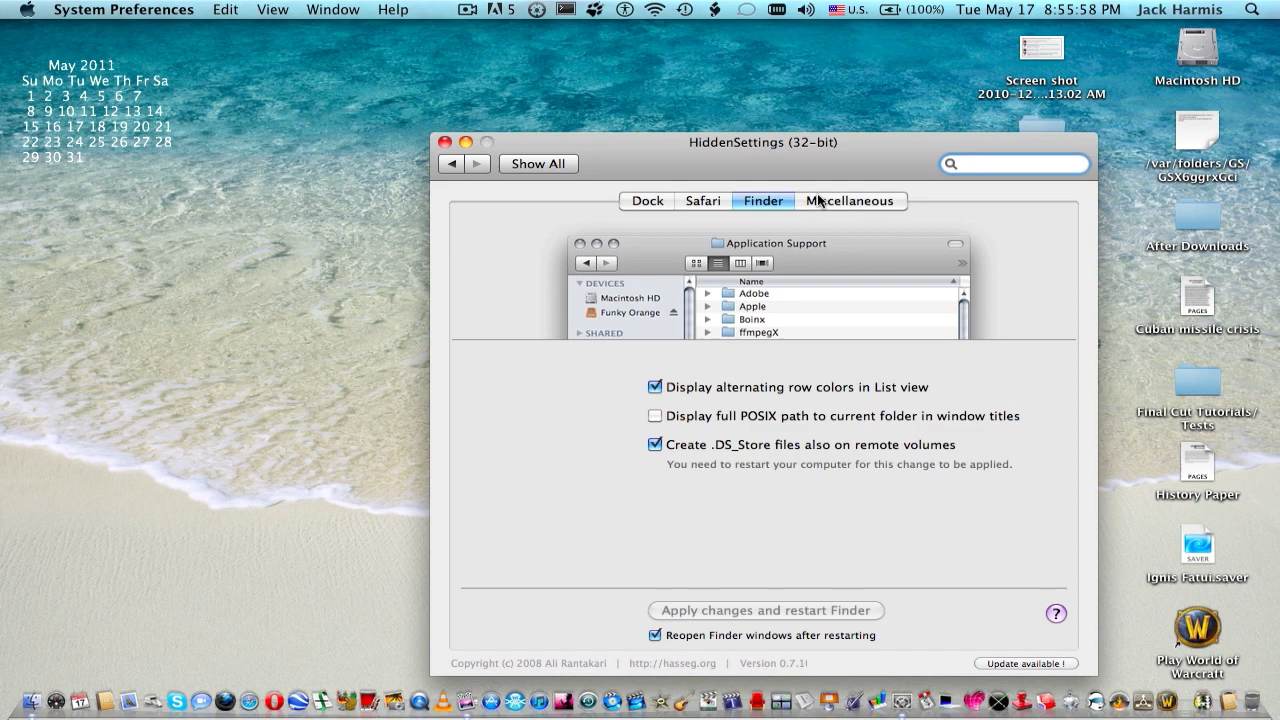 System Preferences Edit View Window Help 5 U.S. (100%) Tue May 17 8:55:58 PM Jack Harmis
May 2011
Su Mo Tu We Th Fr Sa
1 2 3 4 5 6 7
8 9 10 11 12 13 14
15 16 17 18 19 20 21
22 23 24 25 26 27 28
29 30 31
Screen shot
2010-12....13.02 AM
Macintosh HD
/var/folders/GS/
GSX6ggrxGci
After Downloads
PAGES
Cuban missile crisis
Final Cut Tutorials/
Tests
PAGES
History Paper
SAVER
Ignis Fatui.saver
Play World of
Warcraft
HiddenSettings (32-bit)
Show All
Dock Safari Finder Miscellaneous
Application Support
DEVICES
Macintosh HD
Funky Orange
SHARED
Name
Adobe
Apple
Boinx
ffmpegX
Display alternating row colors in List view
Display full POSIX path to current folder in window titles
Create .DS_Store files also on remote volumes
You need to restart your computer for this change to be applied.
Apply changes and restart Finder
?
Reopen Finder windows after restarting
Copyright (c) 2008 Ali Rantakari | http://hasseg.org | Version 0.7.1
Update available !
17